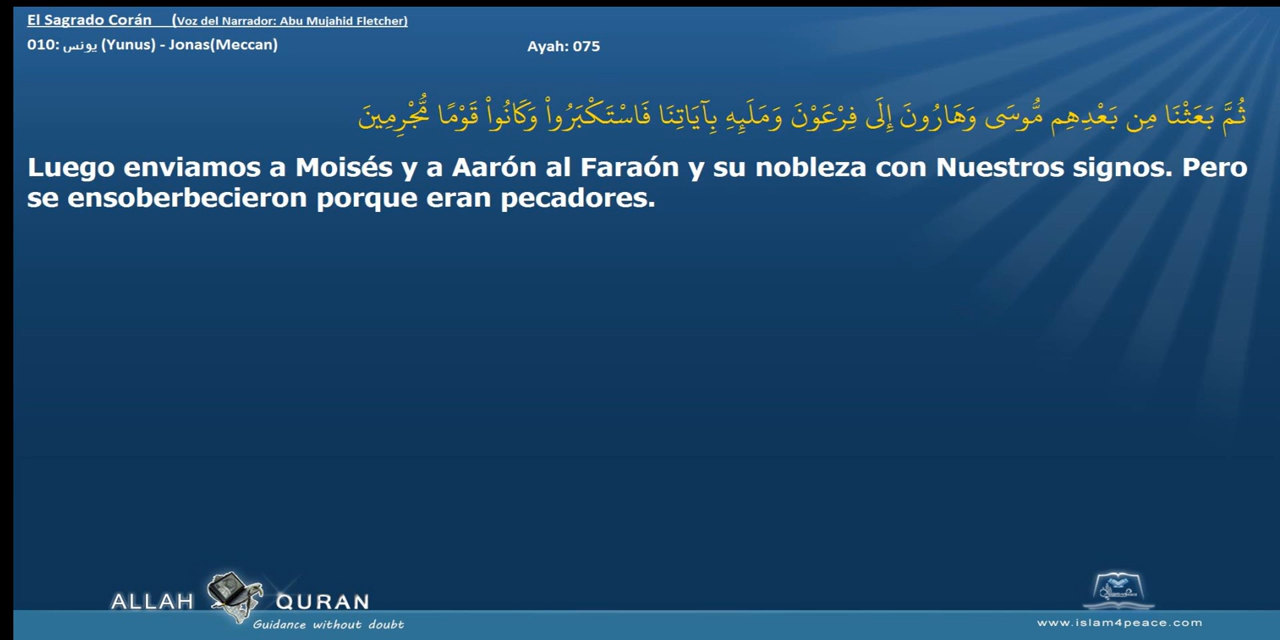 El Sagrado Corán (Voz del Narrador: Abu Mujahid Fletcher)
010: يونس (Yunus) - Jonas(Meccan) Ayah: 075
ثُمَّ بَعَثْنَا مِن بَعْدِهِم مُّوسَى وَهَارُونَ إِلَى فِرْعَوْنَ وَمَلَئِهِ بِآيَاتِنَا فَاسْتَكْبَرُواْ وَكَانُواْ قَوْمًا مُّجْرِمِينَ
Luego enviamos a Moisés y a Aarón al Faraón y su nobleza con Nuestros signos. Pero
se ensoberbecieron porque eran pecadores.
ALLAH QURAN
Guidance without doubt
www.islam4peace.com